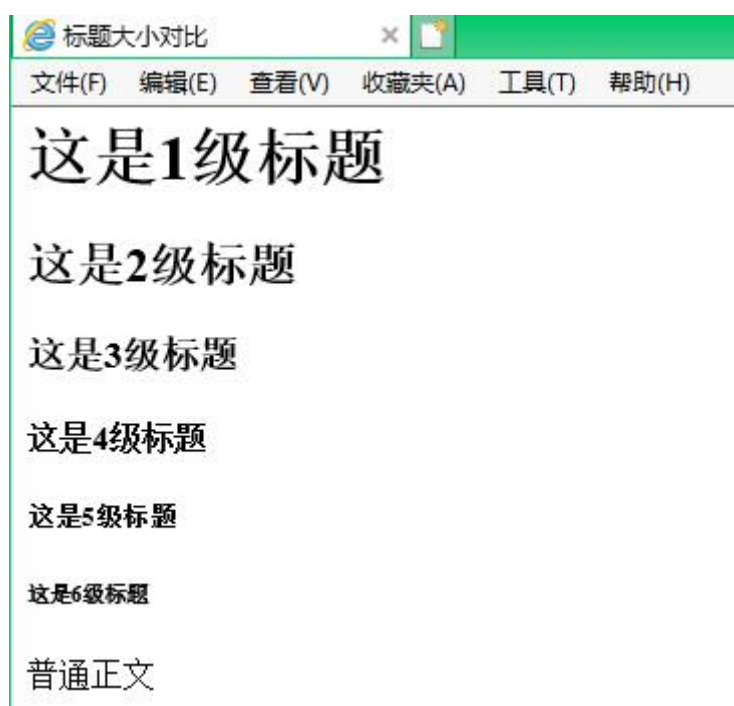 标题大小对比
文件(F) 编辑(E) 查看(V) 收藏夹(A) 工具(T) 帮助(H)
这是1级标题
这是2级标题
这是3级标题
这是4级标题
这是5级标题
这是6级标题
普通正文